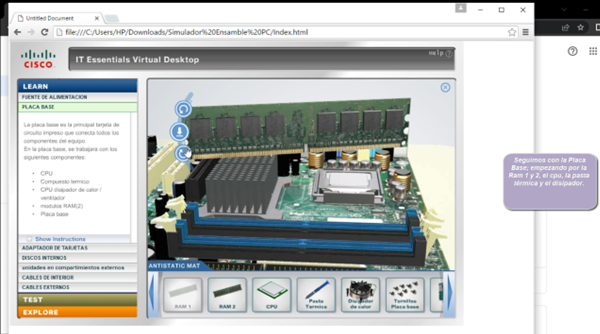 Untitled Document
file:///C:/Users/HP/Downloads/Simulador%20Ensamble%20PC/Index.html
CISCO
IT Essentials Virtual Desktop
Help
LEARN
FUENTE DE ALIMENTACION
PLACA BASE
La placa base es la principal tarjeta de
circuito impreso que conecta todos los
componentes del equipo.
En la placa base, se trabajara con los
siguientes componentes:
CPU
Compuesto termico
CPU disipador de calor /
ventilador
modulos RAM(2)
Placa base
Show Instructions
ADAPTADOR DE TARJETAS
DISCOS INTERNOS
unidades en compartimientos externos
CABLES DE INTERIOR
CABLES EXTERNOS
TEST
EXPLORE
ANTISTATIC MAT
RAM 1
RAM 2
CPU
Pasta
Termica
Disipador
de calor
Tornillos
Placa base
Seguimos con la Placa
Base; empezando por la
Ram 1 y 2, el cpu, la pasta
térmica y el disipador.